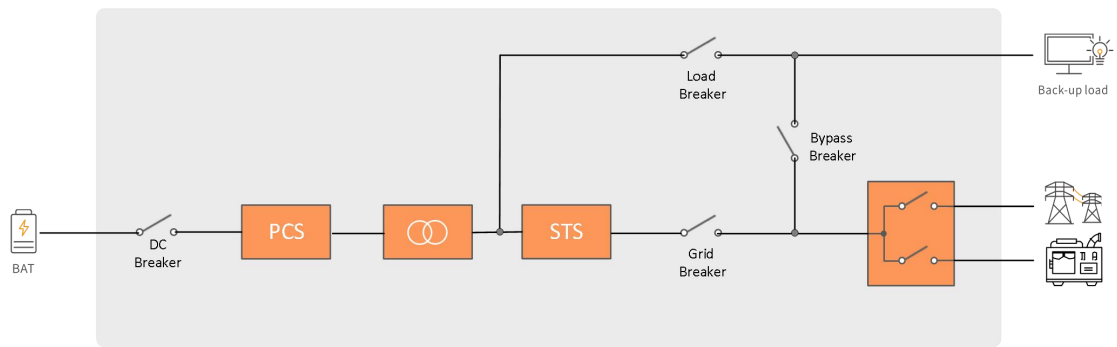 Load
Breaker
Back-up load
Bypass
Breaker
BAT
DC
Breaker
PCS
STS
Grid
Breaker